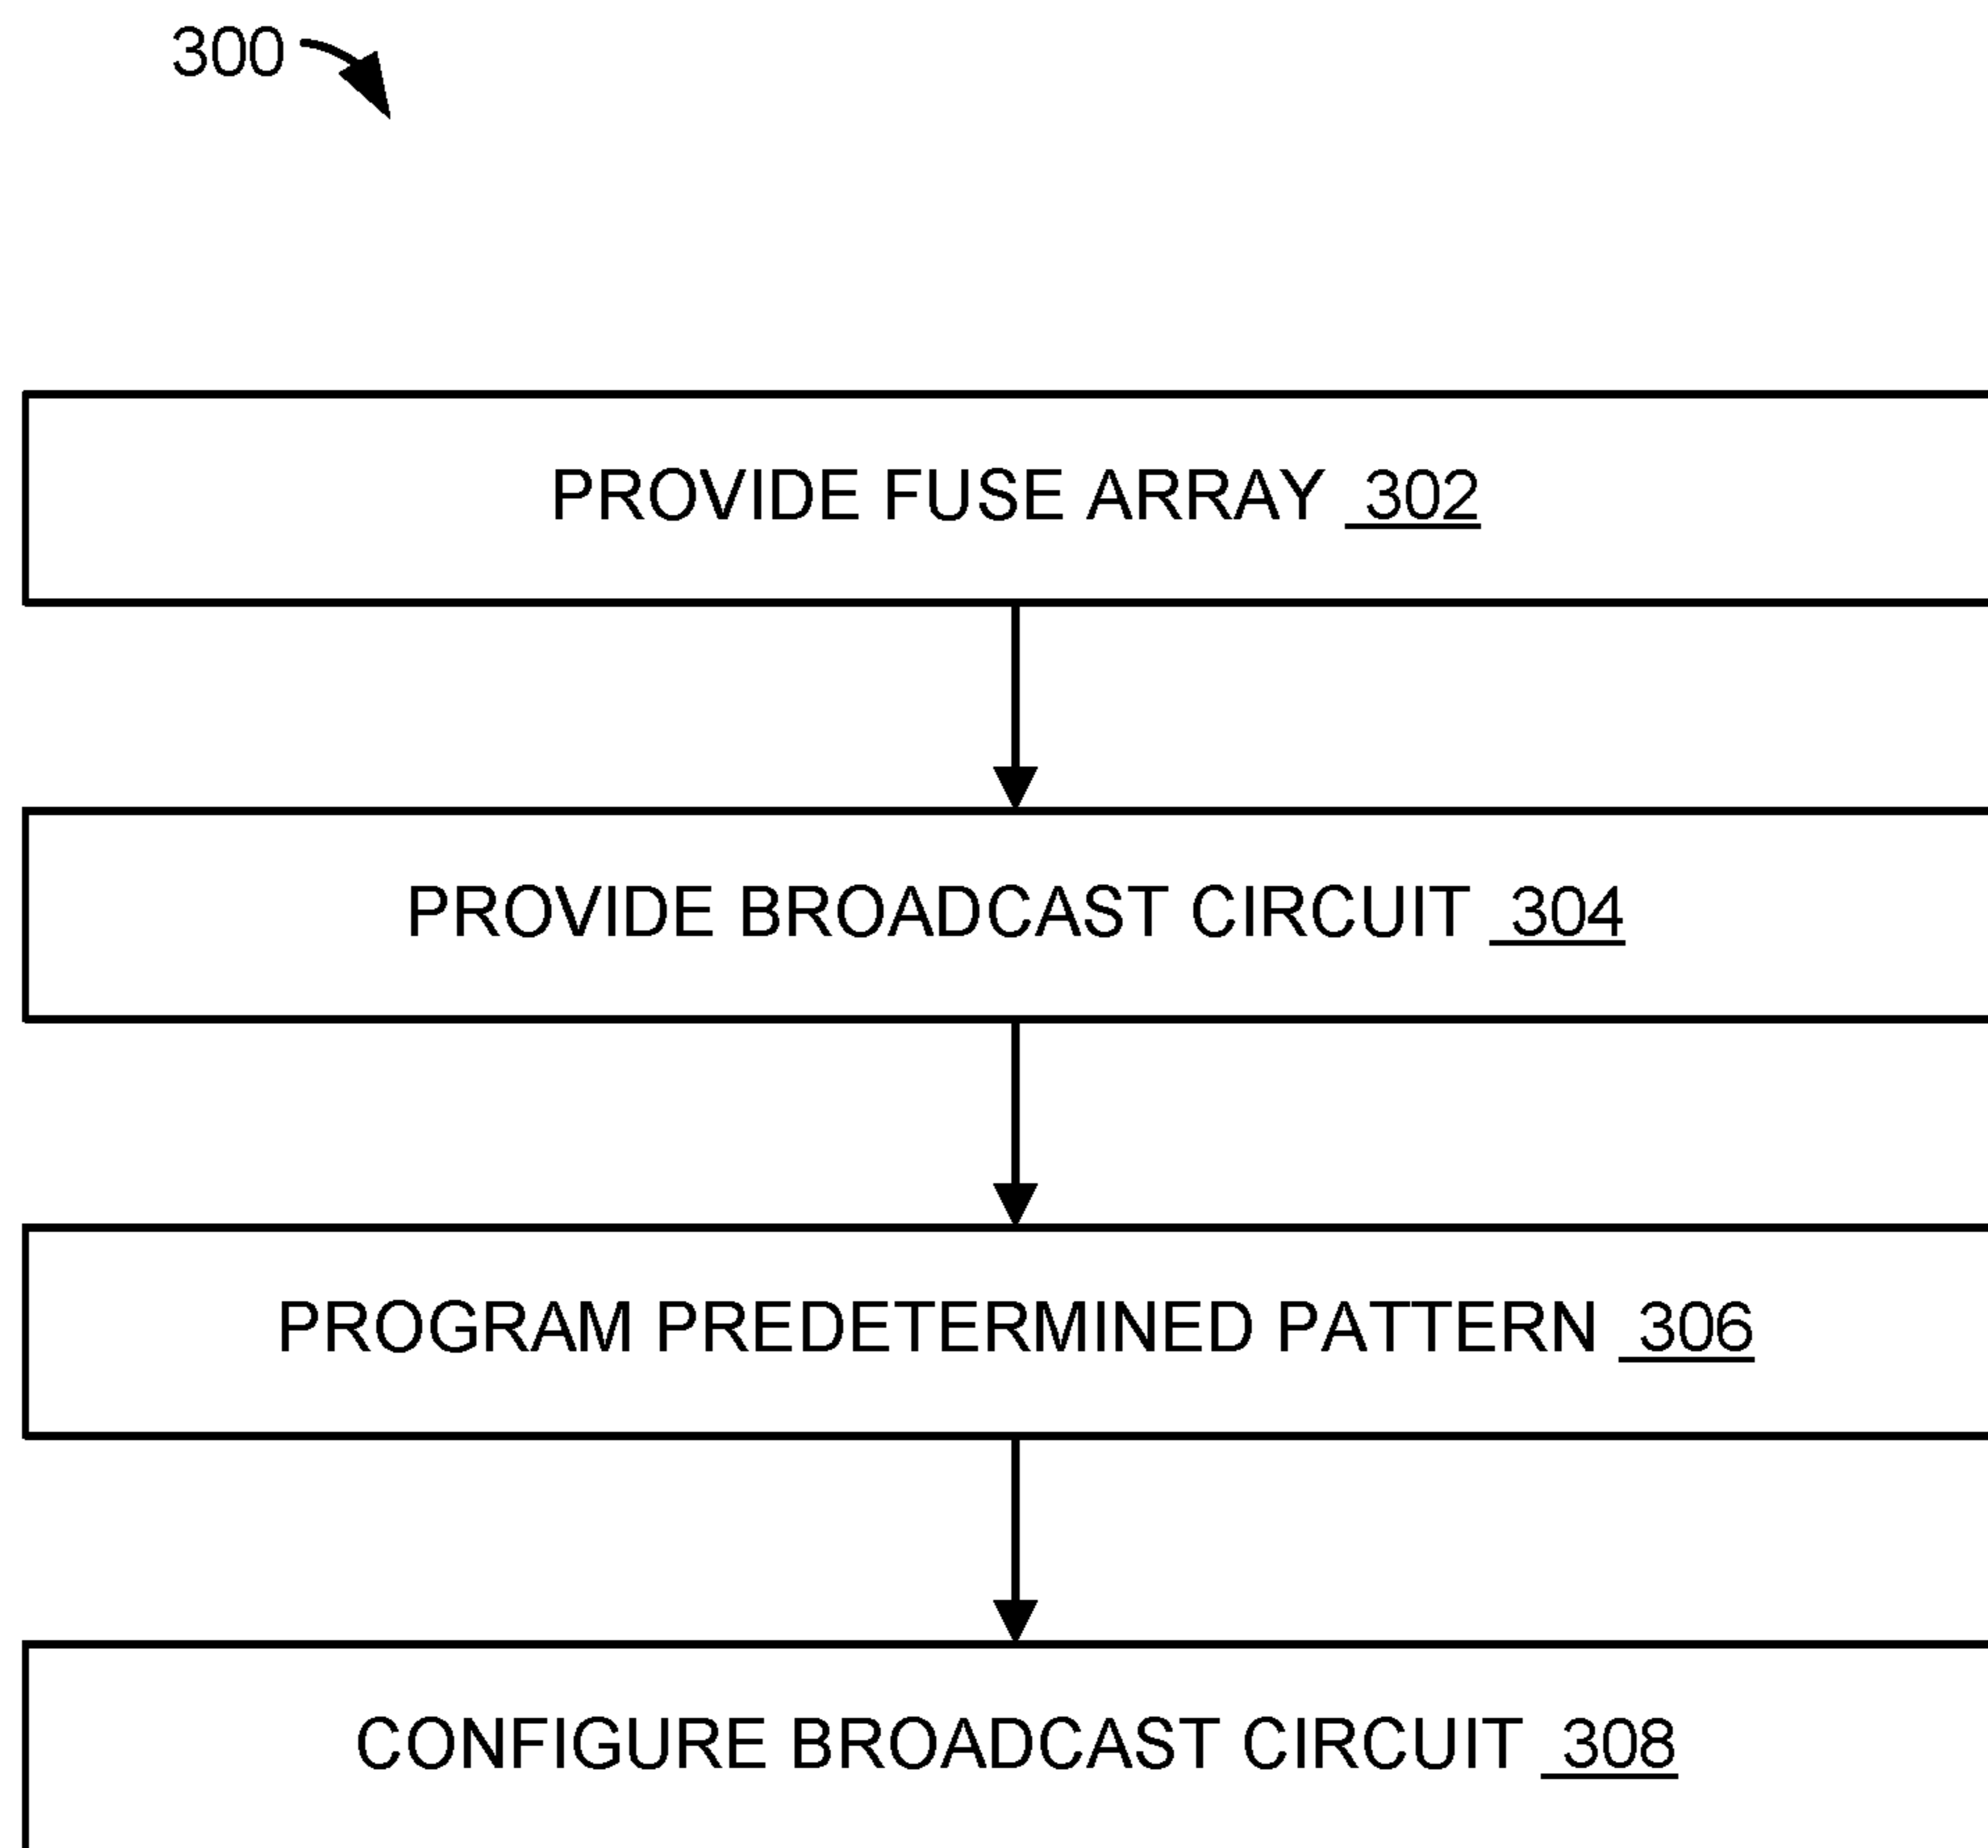 300
PROVIDE FUSE ARRAY 302
PROVIDE BROADCAST CIRCUIT 304
PROGRAM PREDETERMINED PATTERN 306
CONFIGURE BROADCAST CIRCUIT 308